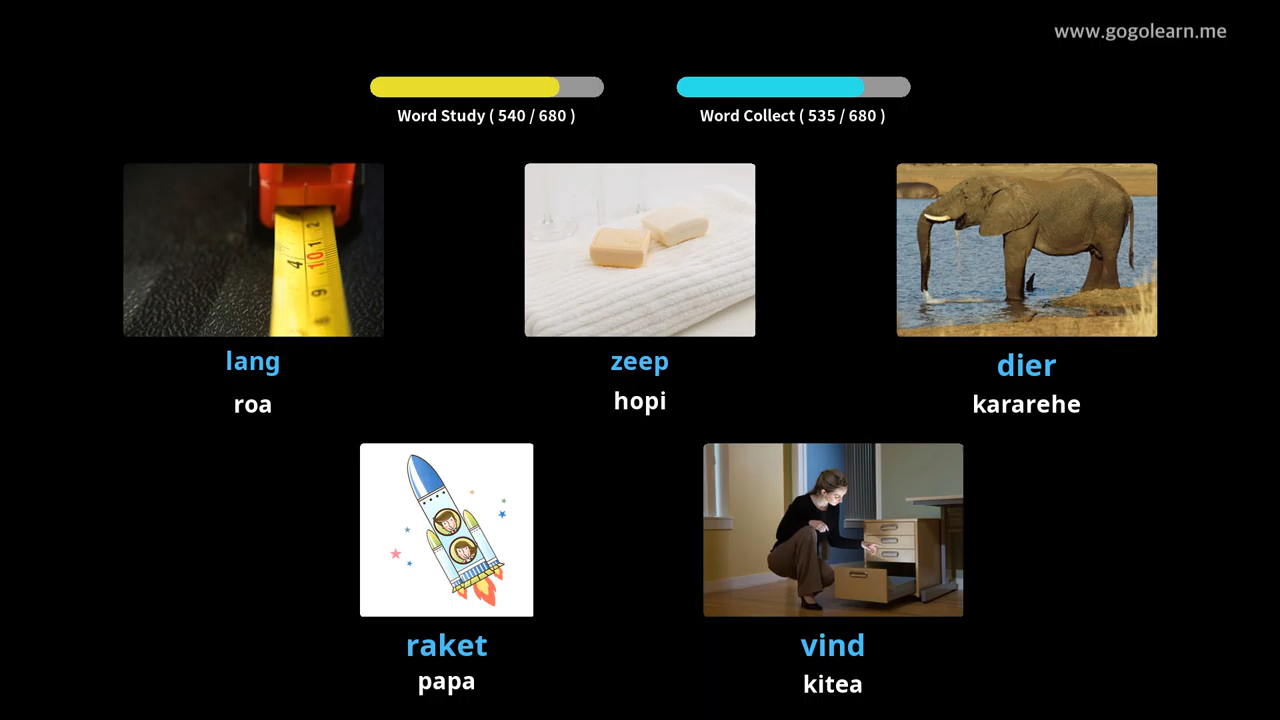 www.gogolearn.me
Word Study ( 540 / 680 )
Word Collect ( 535 / 680 )
lang
roa
zeep
hopi
dier
kararehe
raket
papa
vind
kitea